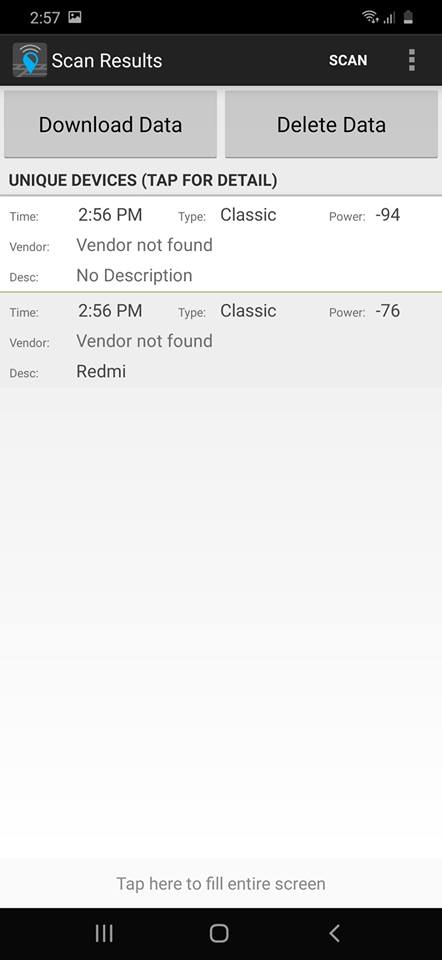 2:57
Scan Results SCAN
Download Data Delete Data
UNIQUE DEVICES (TAP FOR DETAIL)
Time: 2:56 PM Type: Classic Power: -94
Vendor: Vendor not found
Desc: No Description
Time: 2:56 PM Type: Classic Power: -76
Vendor: Vendor not found
Desc: Redmi
Tap here to fill entire screen